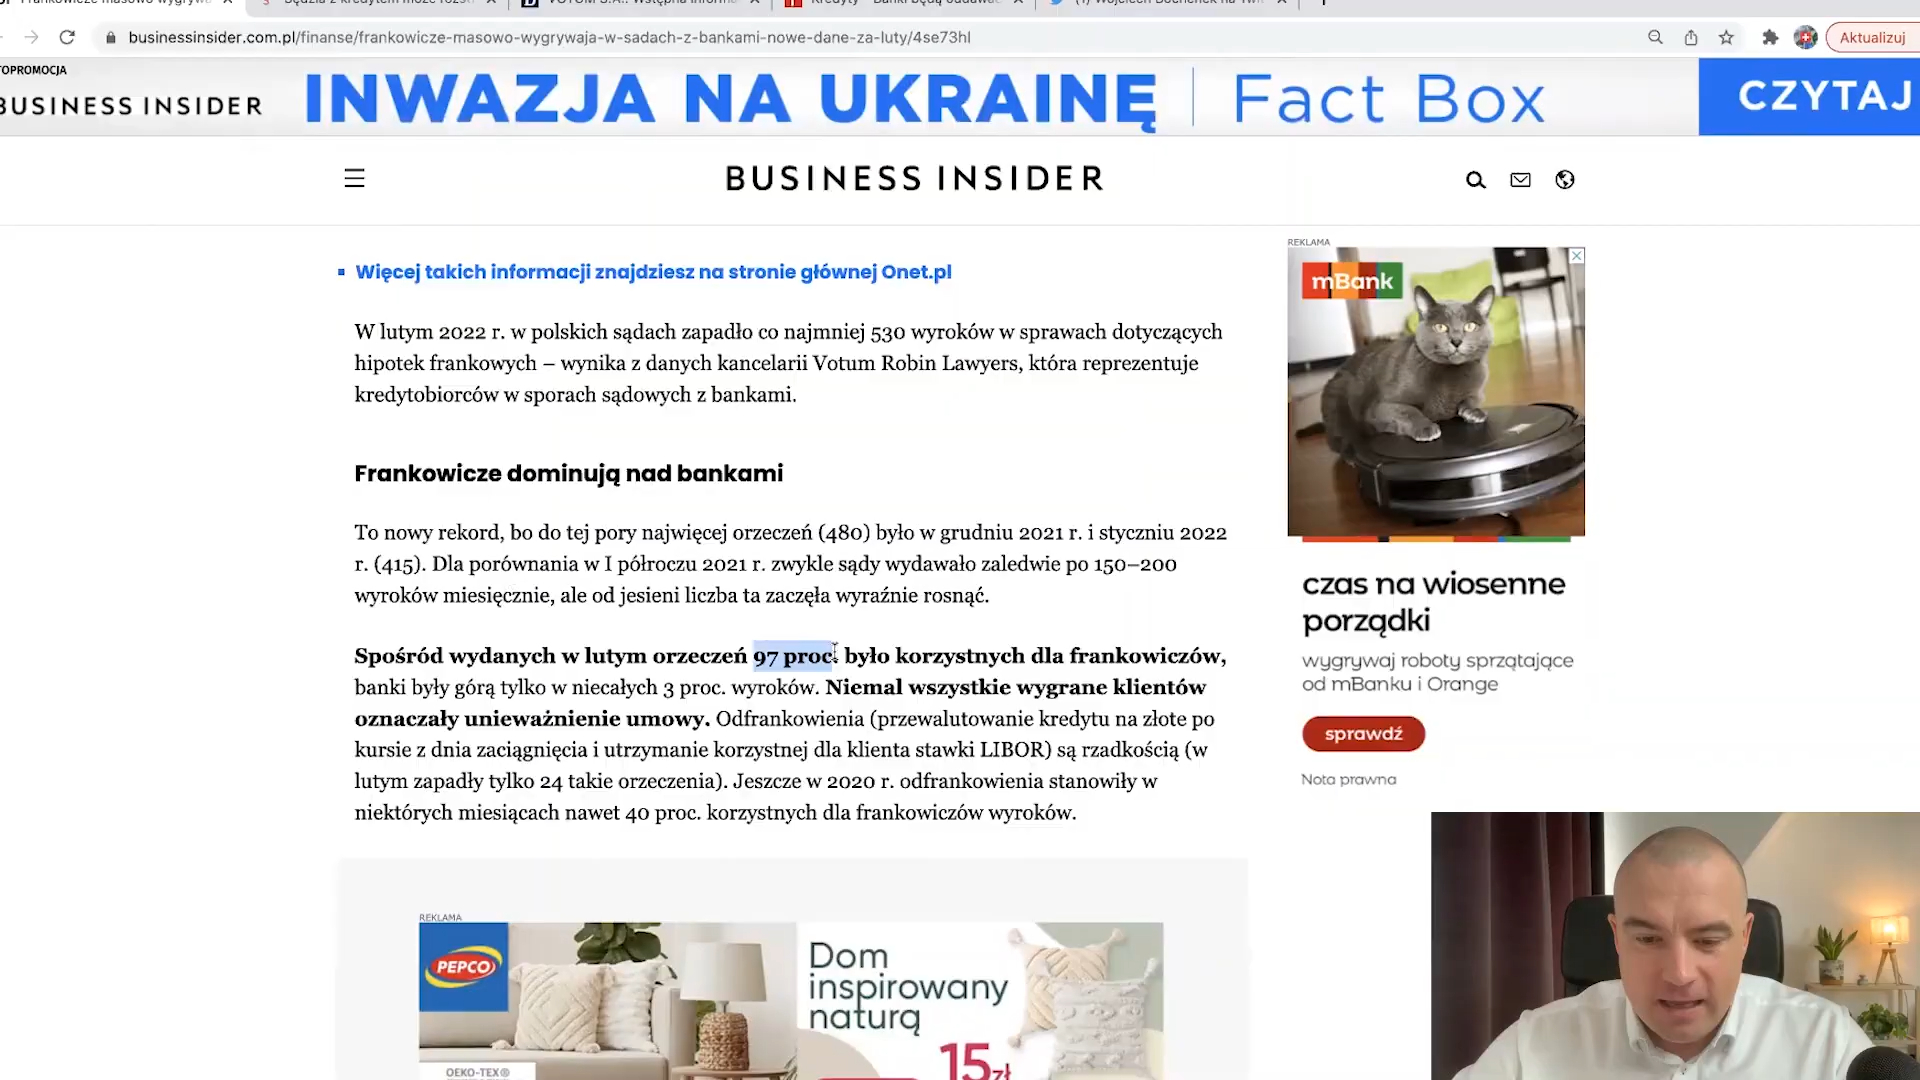 businessinsider.com.pl/finanse/frankowicze-masowo-wygrywaja-w-sadach-z-bankami-nowe-dane-za-luty/4se73hl
Aktualizuj
TOPROMOCJA
BUSINESS INSIDER
INWAZJA NA UKRAINĘ
Fact Box
CZYTAJ
BUSINESS INSIDER
Więcej takich informacji znajdziesz na stronie głównej Onet.pl
W lutym 2022 r. w polskich sądach zapadło co najmniej 530 wyroków w sprawach dotyczących
hipotek frankowych – wynika z danych kancelarii Votum Robin Lawyers, która reprezentuje
kredytobiorców w sporach sądowych z bankami.
Frankowicze dominują nad bankami
To nowy rekord, bo do tej pory najwięcej orzeczeń (480) było w grudniu 2021 r. i styczniu 2022
r. (415). Dla porównania w I półroczu 2021 r. zwykle sądy wydawało zaledwie po 150–200
wyroków miesięcznie, ale od jesieni liczba ta zaczęła wyraźnie rosnąć.
Spośród wydanych w lutym orzeczeń 97 proc. było korzystnych dla frankowiczów,
banki były górą tylko w niecałych 3 proc. wyroków. Niemal wszystkie wygrane klientów
oznaczały unieważnienie umowy. Odfrankowienia (przewalutowanie kredytu na złote po
kursie z dnia zaciągnięcia i utrzymanie korzystnej dla klienta stawki LIBOR) są rzadkością (w
lutym zapadły tylko 24 takie orzeczenia). Jeszcze w 2020 r. odfrankowienia stanowiły w
niektórych miesiącach nawet 40 proc. korzystnych dla frankowiczów wyroków.
REKLAMA
mBank
czas na wiosenne
porządki
wygrywaj roboty sprzątające
od mBanku i Orange
sprawdź
Nota prawna
REKLAMA
PEPCO
Dom
inspirowany
naturą
15zł
OEKO-TEX®